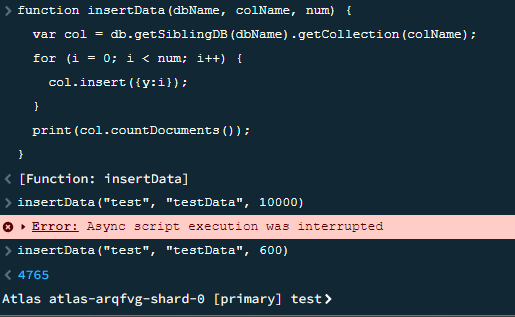 function insertData(dbName, colName, num) {
var col = db.getSiblingDB(dbName).getCollection(colName);
for (i = 0; i < num; i++) {
col.insert({y:i});
}
print(col.countDocuments());
}
[Function: insertData]
insertData("test", "testData", 10000)
Error: Async script execution was interrupted
insertData("test", "testData", 600)
4765
Atlas atlas-arqfvg-shard-0 [primary] test>